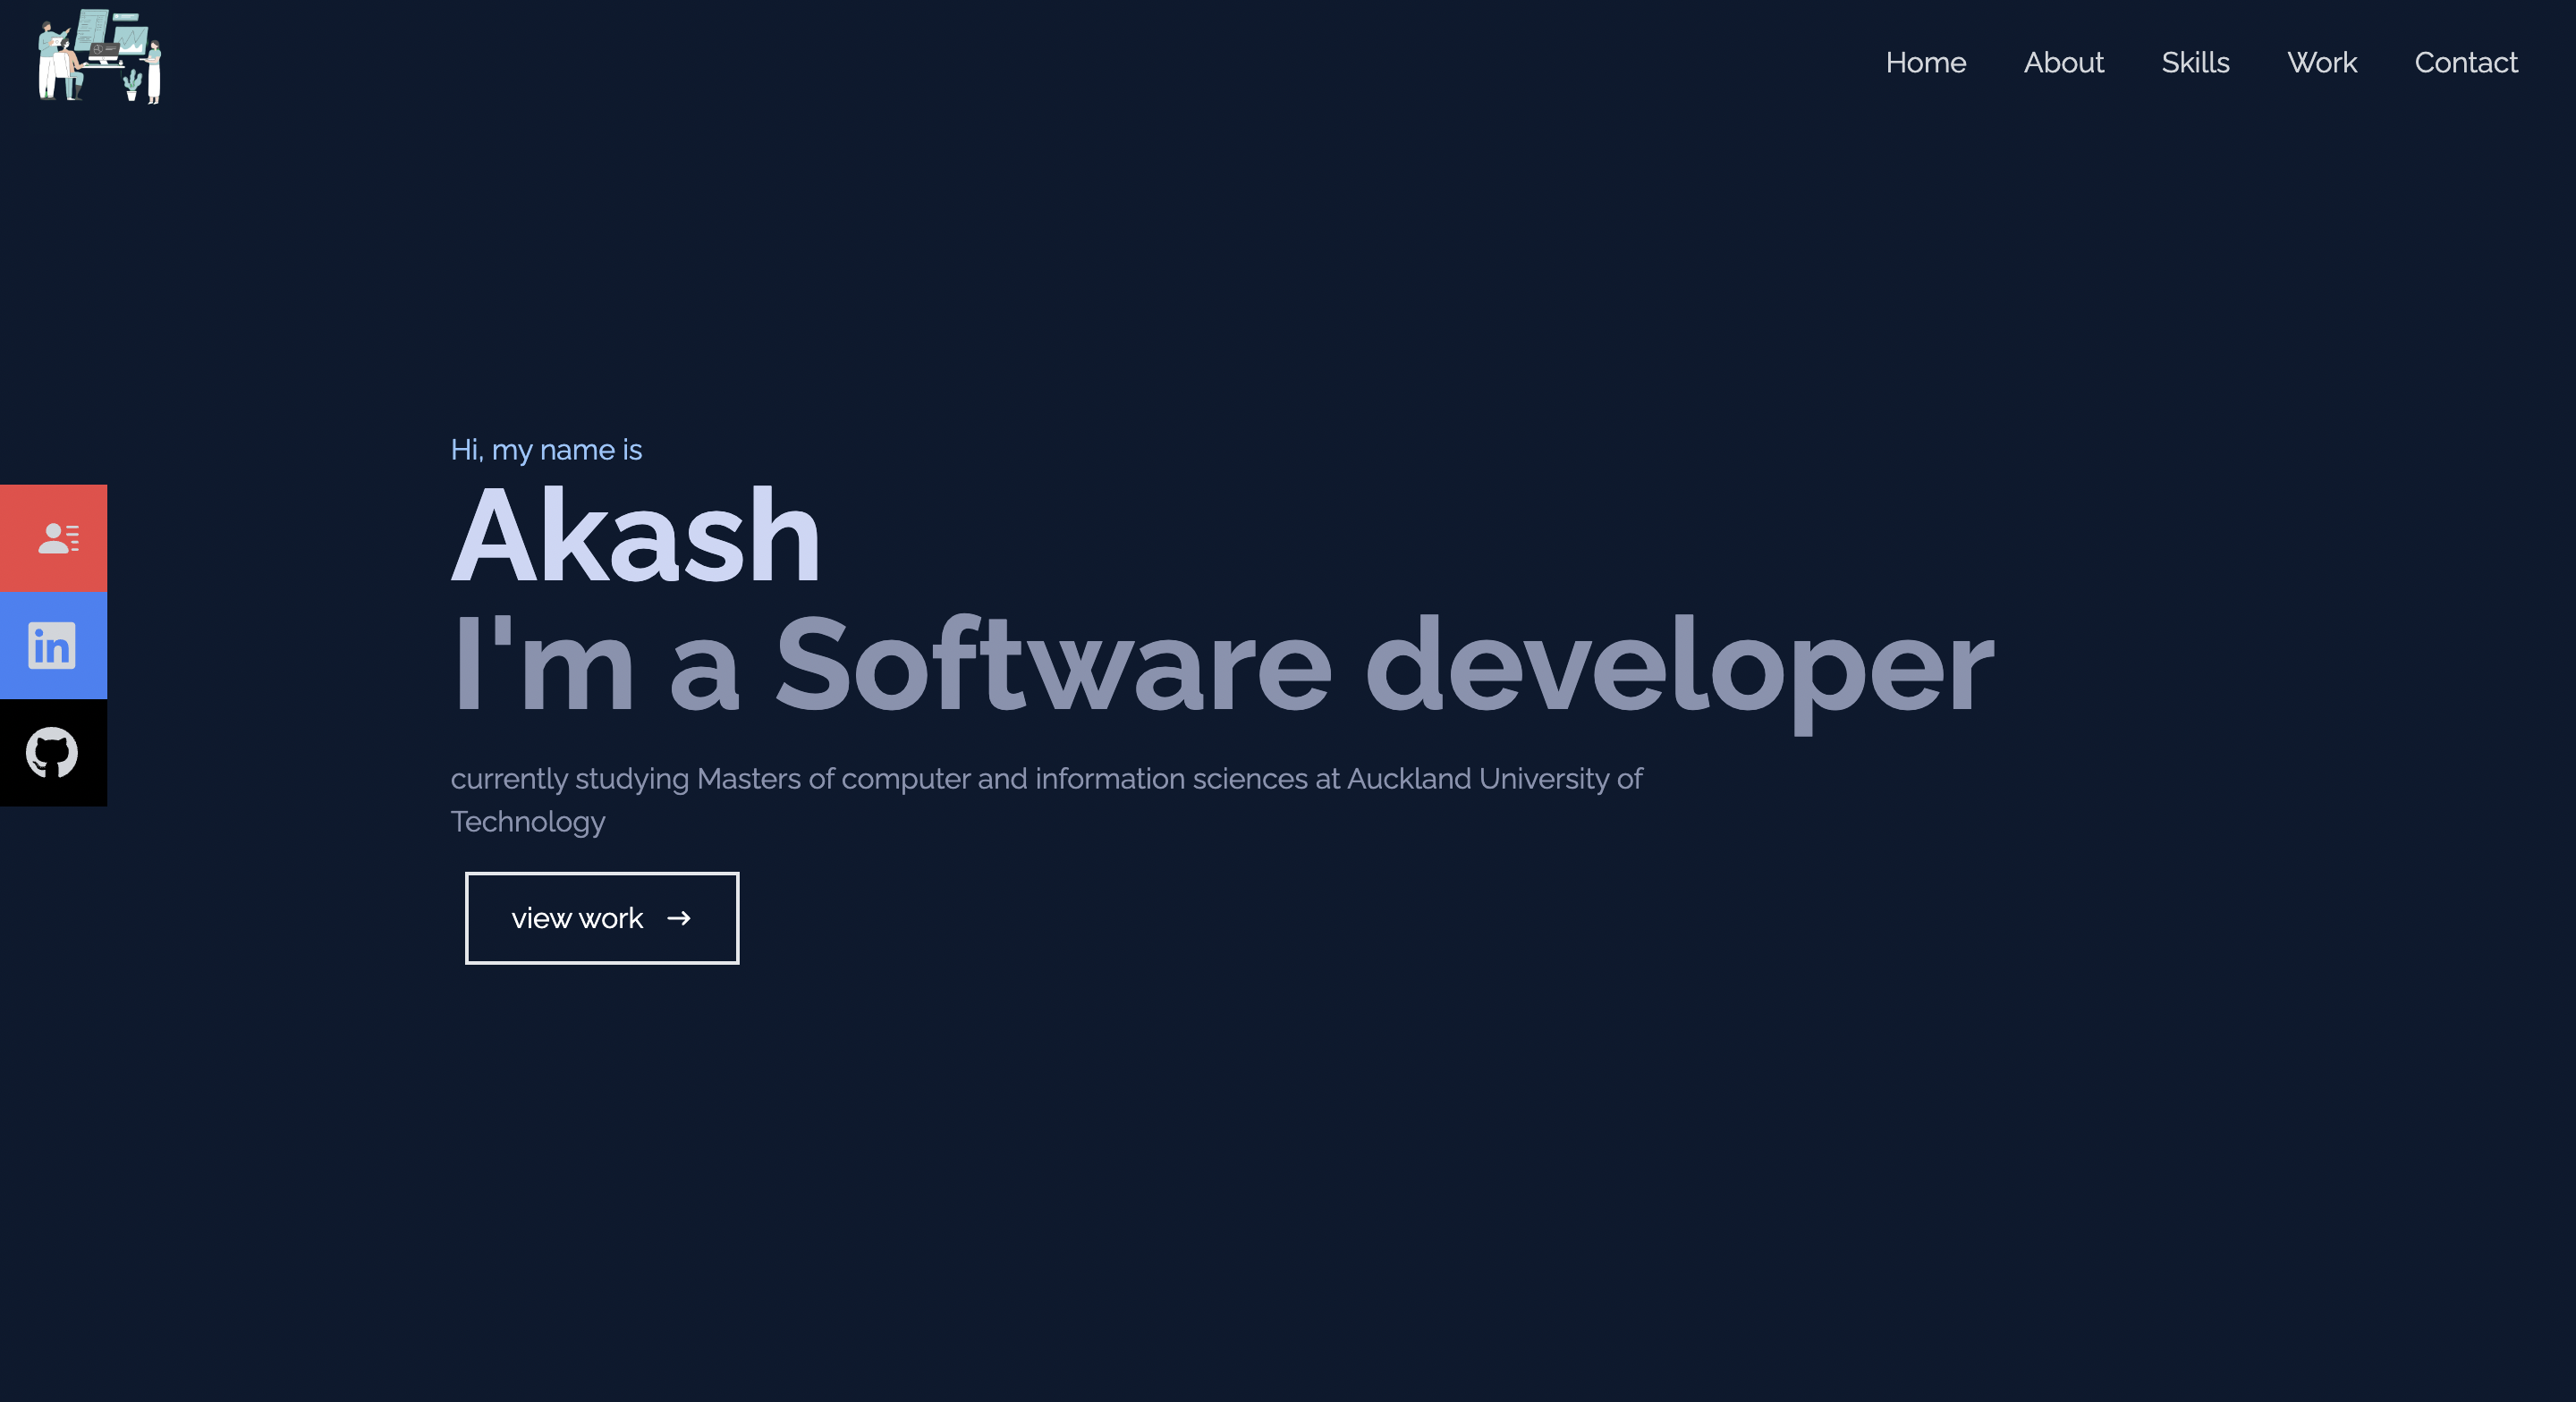 Home About Skills Work Contact
Hi, my name is
Akash
I'm a Software developer
in
currently studying Masters of computer and information sciences at Auckland University of
Technology
view work →